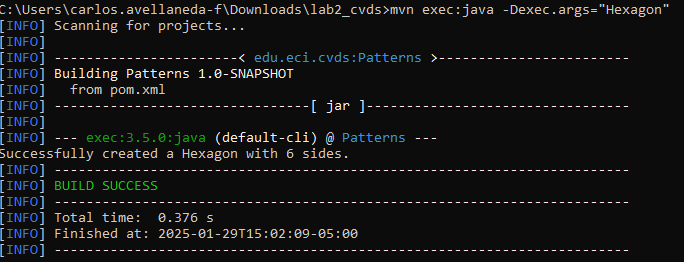 C:\Users\carlos.avellaneda-f\Downloads\lab2_cvds>mvn exec:java -Dexec.args="Hexagon"
[INFO] Scanning for projects...
[INFO]
[INFO] -----------------------< edu.eci.cvds:Patterns >------------------------
[INFO] Building Patterns 1.0-SNAPSHOT
[INFO]   from pom.xml
[INFO] --------------------------------[ jar ]---------------------------------
[INFO]
[INFO] --- exec:3.5.0:java (default-cli) @ Patterns ---
Successfully created a Hexagon with 6 sides.
[INFO] ------------------------------------------------------------------------
[INFO] BUILD SUCCESS
[INFO] ------------------------------------------------------------------------
[INFO] Total time:  0.376 s
[INFO] Finished at: 2025-01-29T15:02:09-05:00
[INFO] ------------------------------------------------------------------------